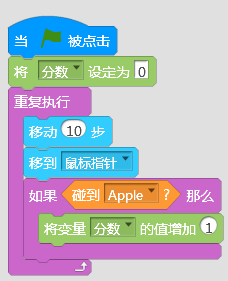 当 被点击
将 分数 设定为 0
重复执行
移动 10 步
移到 鼠标指针
如果 碰到 Apple ? 那么
将变量 分数 的值增加 1